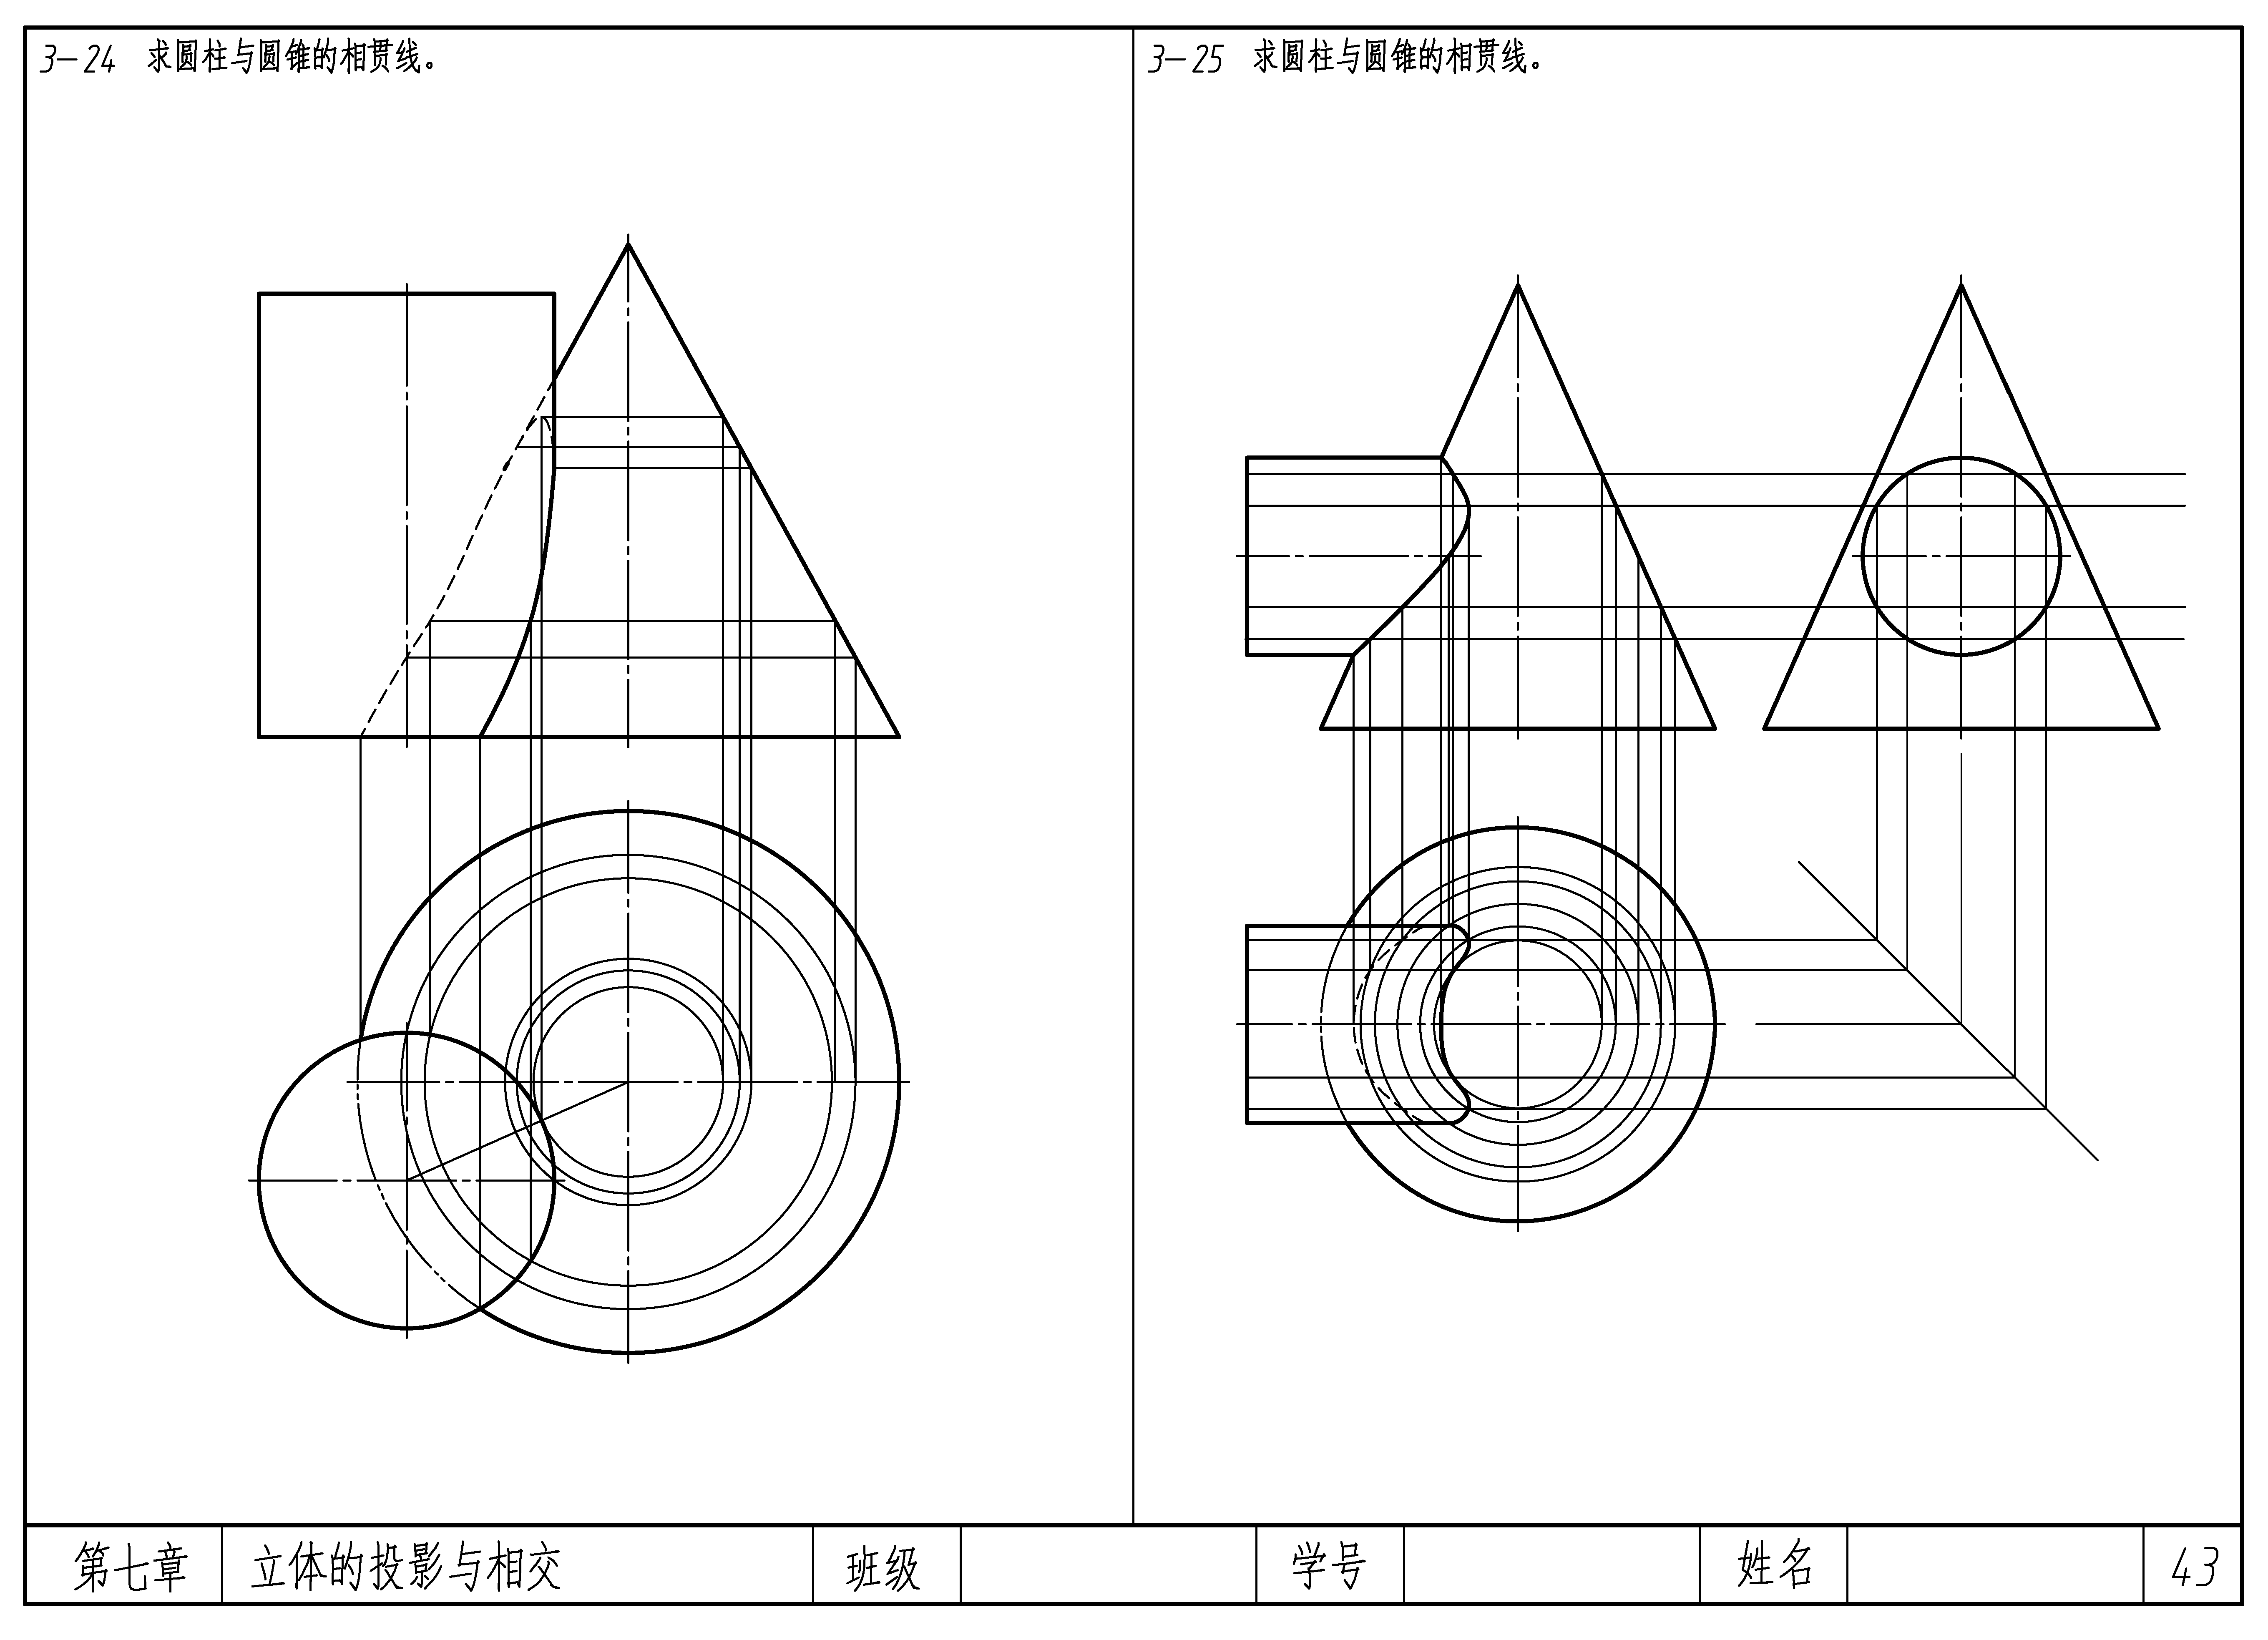 3-24 求圆柱与圆锥的相贯线。
3-25 求圆柱与圆锥的相贯线。
第七章 立体的投影与相交 班级 学号 姓名 43